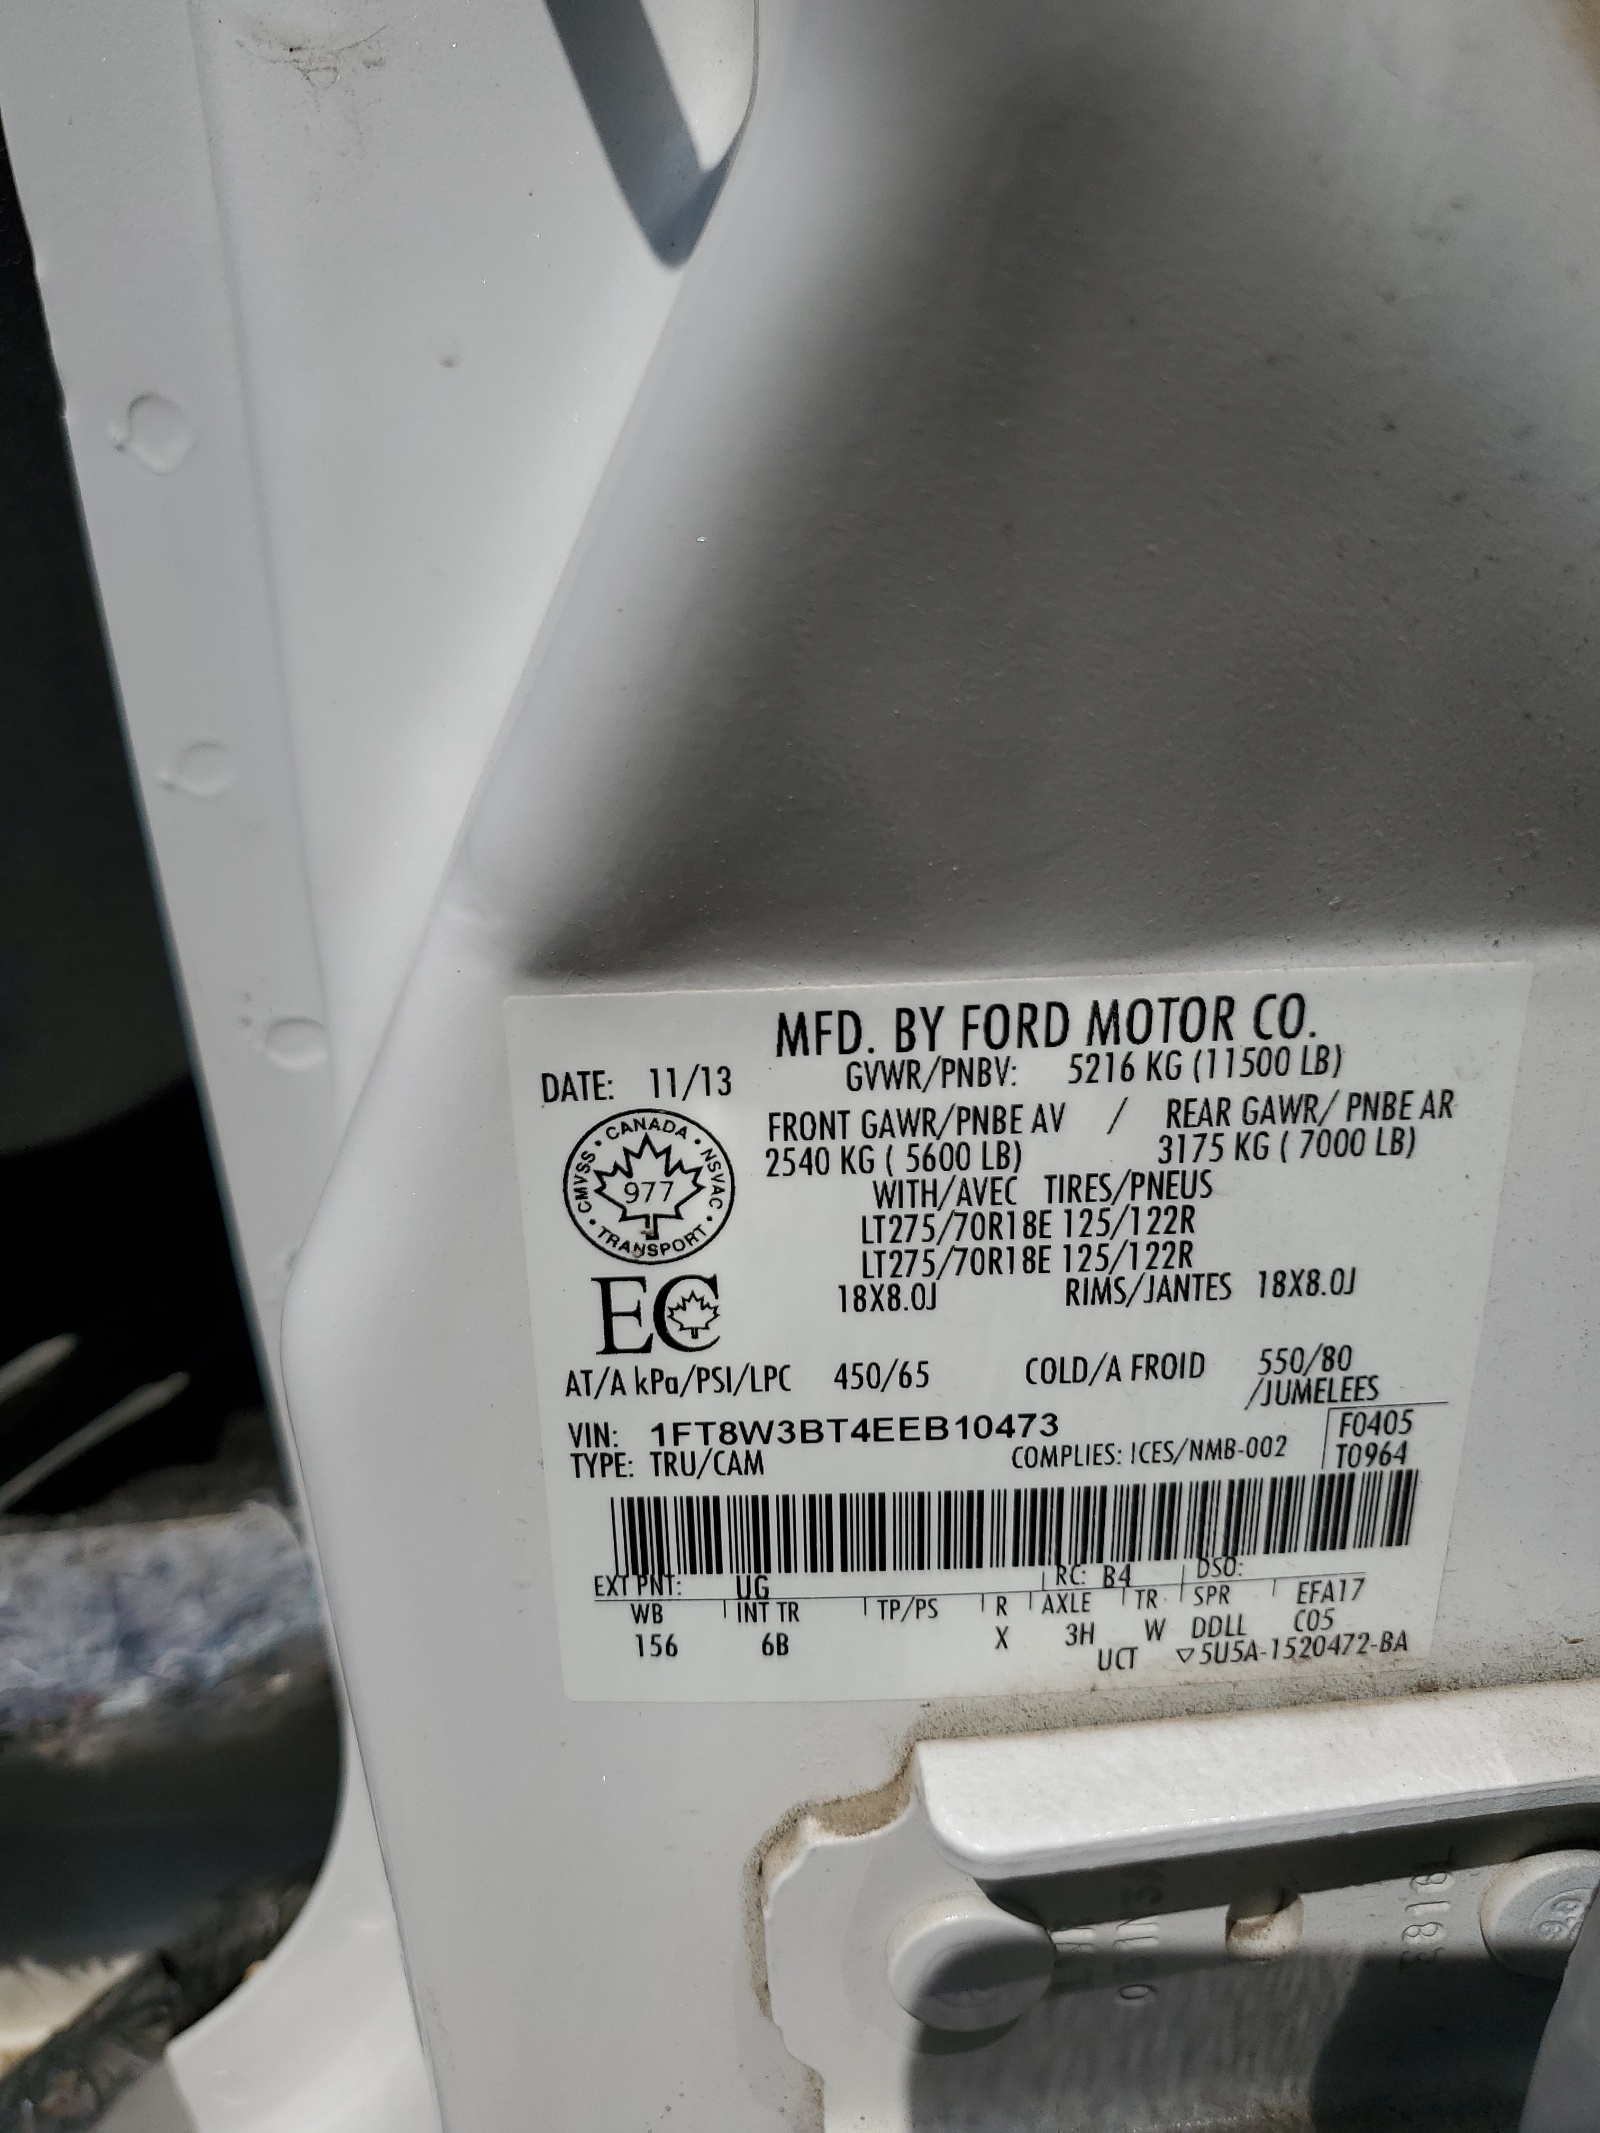 MFD. BY FORD MOTOR CO.
DATE: 11/13 GVWR/PNBV: 5216 KG (11500 LB)
FRONT GAWR/PNBE AV / REAR GAWR/ PNBE AR
2540 KG ( 5600 LB) 3175 KG ( 7000 LB)
WITH/AVEC TIRES/PNEUS
LT275/70R18E 125/122R
LT275/70R18E 125/122R
18X8.0J RIMS/JANTES 18X8.0J
CANADA · NSVAC · TRANSPORT · CMVSS ·
977
EC
AT/A kPa/PSI/LPC 450/65 COLD/A FROID 550/80
/JUMELEES
VIN: 1FT8W3BT4EEB10473 F0405
TYPE: TRU/CAM COMPLIES: ICES/NMB-002 T0964
EXT PNT: UG RC: B4 DSO:
WB INT TR TP/PS R AXLE TR SPR EFA17
156 6B X 3H W DDLL C05
UCT ▽5U5A-1520472-BA